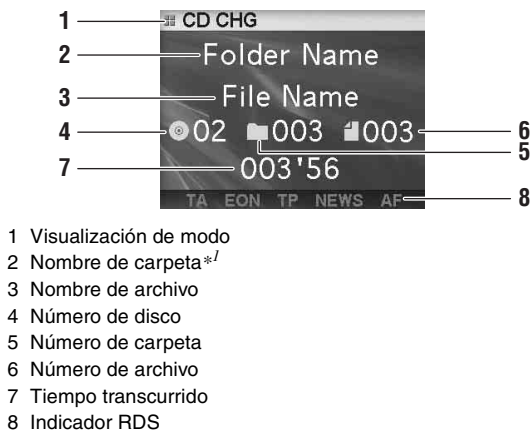 1 CD CHG
2 Folder Name
3 File Name
4 02 003 003 6
5
7 003'56
TA EON TP NEWS AF 8
1 Visualización de modo
2 Nombre de carpeta*1
3 Nombre de archivo
4 Número de disco
5 Número de carpeta
6 Número de archivo
7 Tiempo transcurrido
8 Indicador RDS